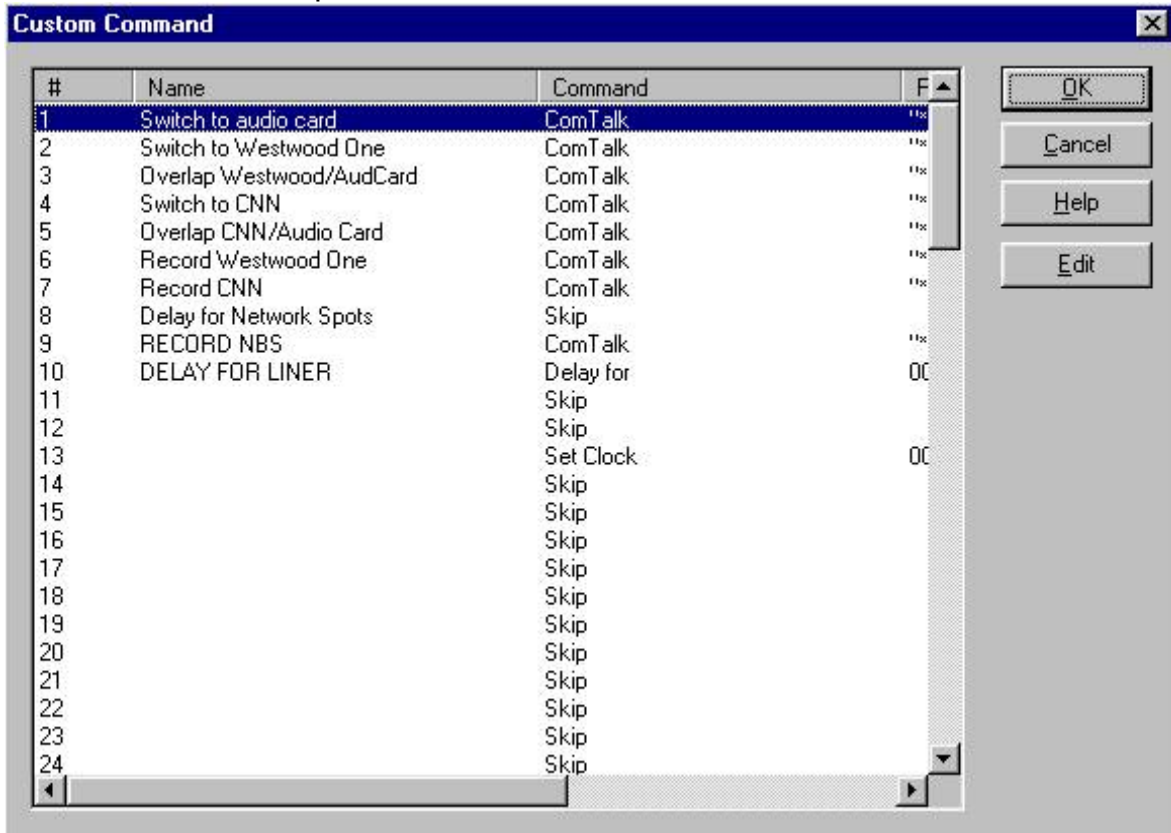 Custom Command
# Name Command F
1 Switch to audio card ComTalk "x
2 Switch to Westwood One ComTalk "x
3 Overlap Westwood/AudCard ComTalk "x
4 Switch to CNN ComTalk "x
5 Overlap CNN/Audio Card ComTalk "x
6 Record Westwood One ComTalk "x
7 Record CNN ComTalk "x
8 Delay for Network Spots Skip
9 RECORD NBS ComTalk "x
10 DELAY FOR LINER Delay for 00
11 Skip
12 Skip
13 Set Clock 00
14 Skip
15 Skip
16 Skip
17 Skip
18 Skip
19 Skip
20 Skip
21 Skip
22 Skip
23 Skip
24 Skip
OK
Cancel
Help
Edit